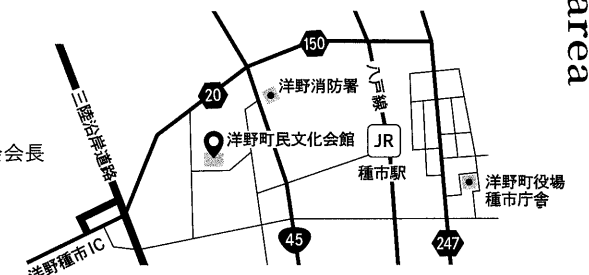 area
150
20
洋野消防署
八戸線
三陸沿岸道路
洋野町民文化会館
JR
種市駅
会会長
洋野町役場
種市庁舎
45
247
洋野種市IC